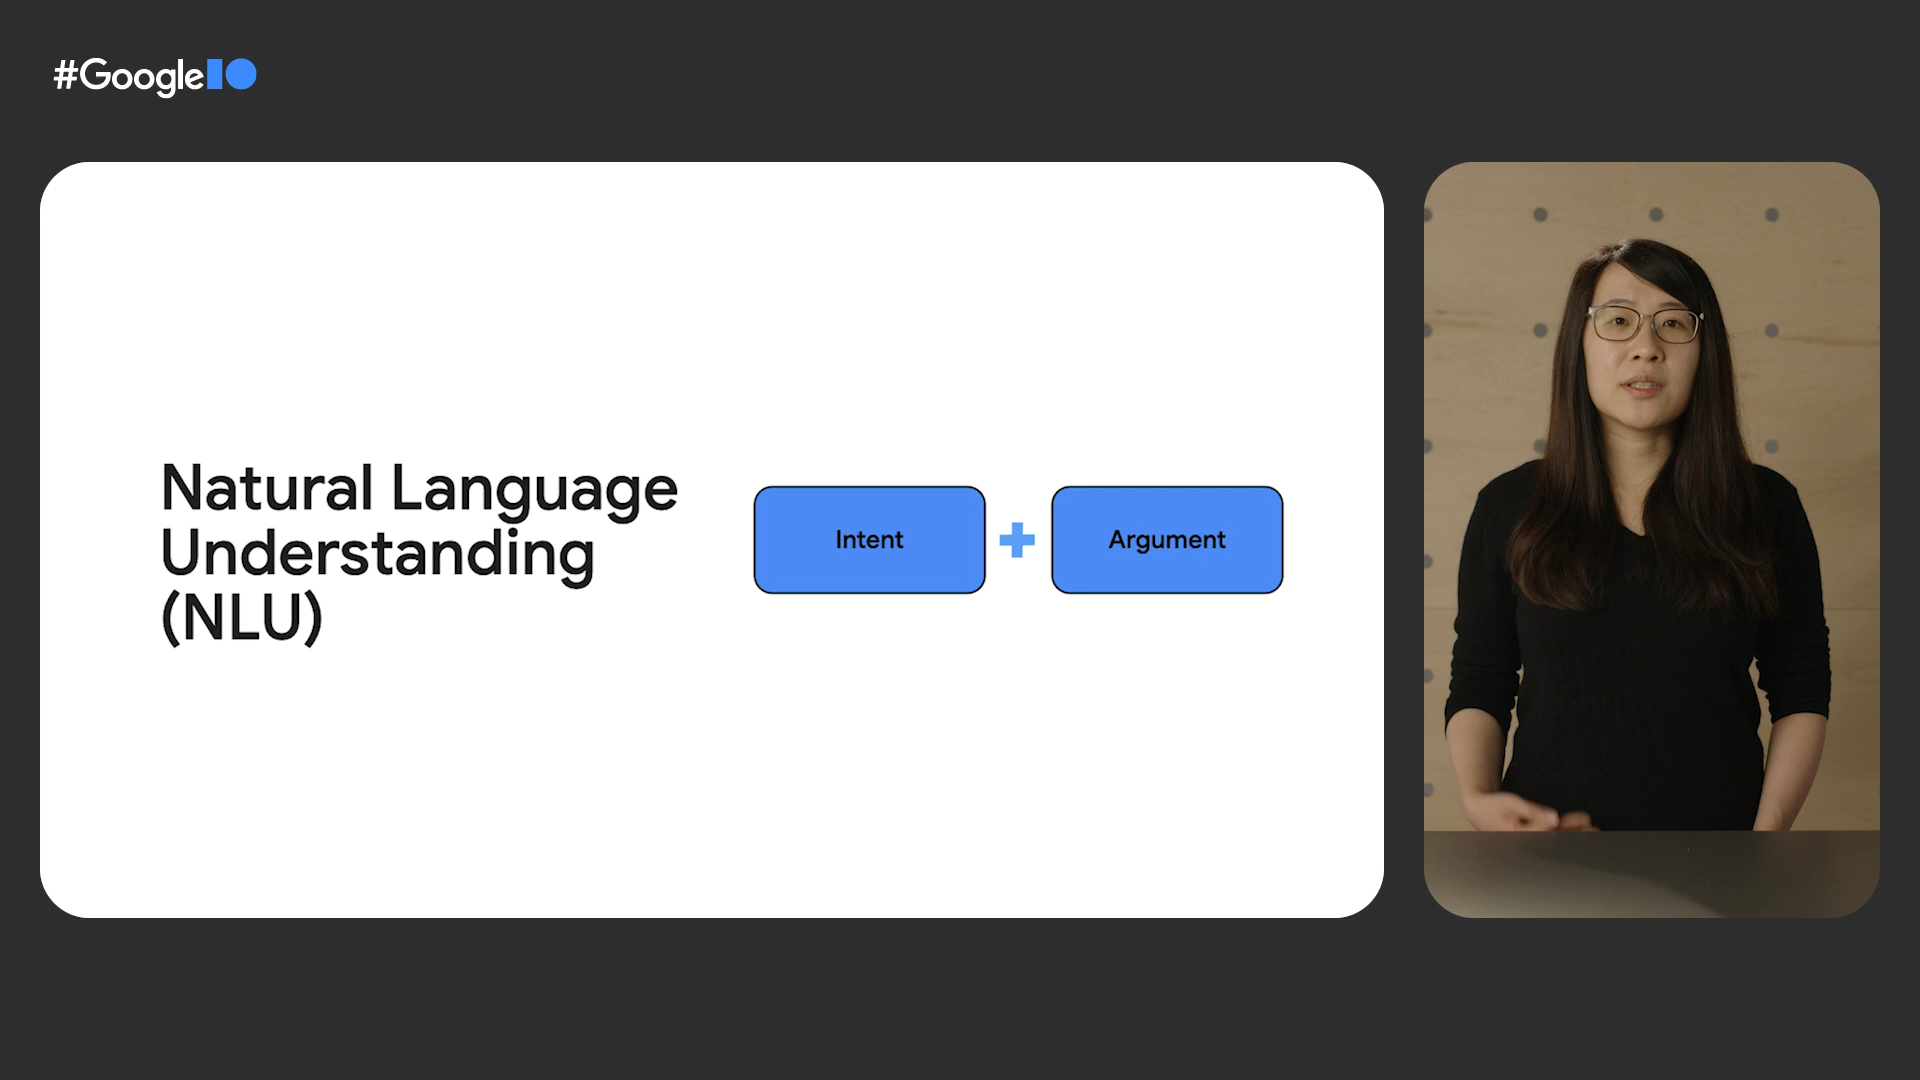 #GoogleIO
Natural Language
Understanding
(NLU)
Intent
Argument